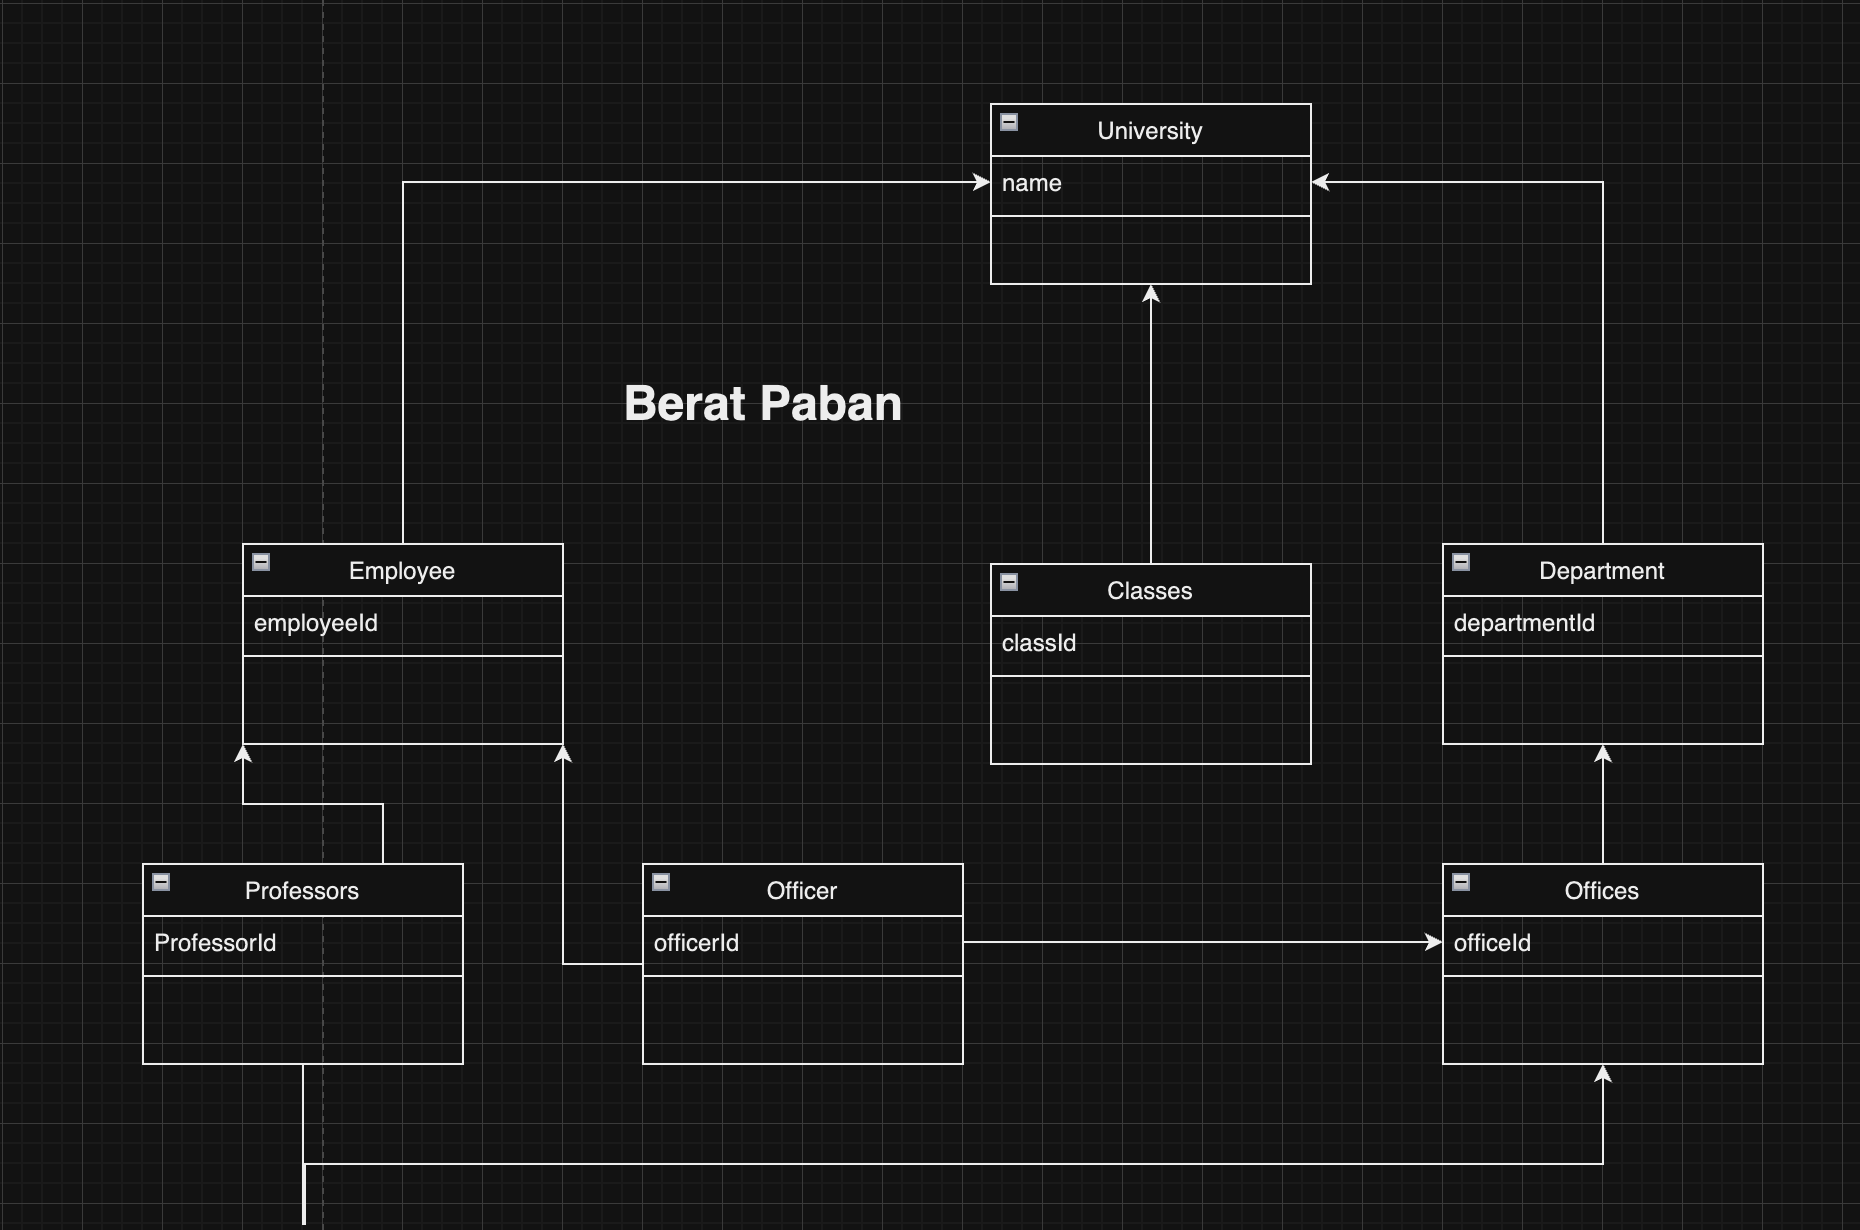 University
name
Berat Paban
Employee
employeeId
Classes
classId
Department
departmentId
Professors
ProfessorId
Officer
officerId
Offices
officeId